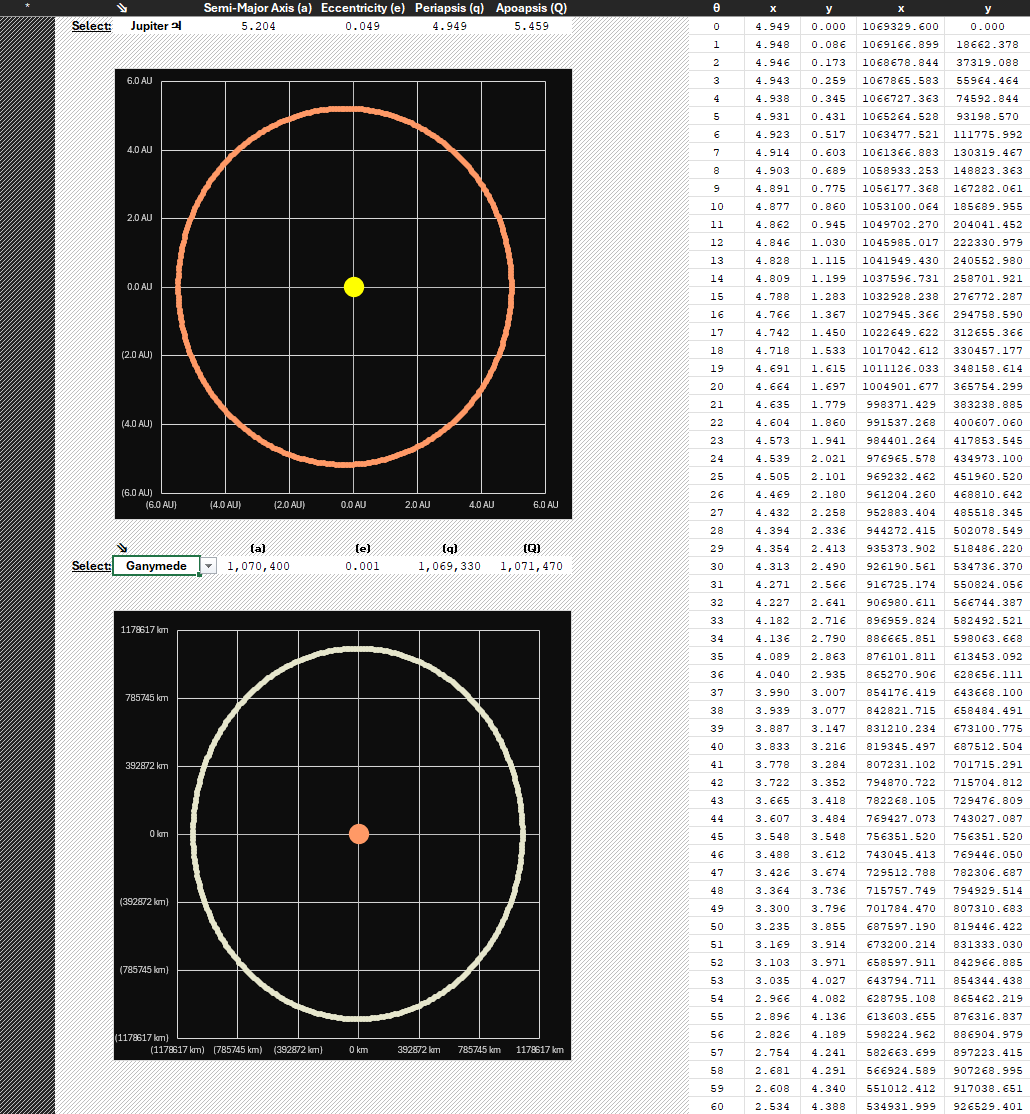 * ⇘ Semi-Major Axis (a) Eccentricity (e) Periapsis (q) Apoapsis (Q)
Select: Jupiter ♃ 5.204 0.049 4.949 5.459
6.0 AU
4.0 AU
2.0 AU
0.0 AU
(2.0 AU)
(4.0 AU)
(6.0 AU)
(6.0 AU) (4.0 AU) (2.0 AU) 0.0 AU 2.0 AU 4.0 AU 6.0 AU
⇘ (a) (e) (q) (Q)
Select: Ganymede 1,070,400 0.001 1,069,330 1,071,470
1178617 km
785745 km
392872 km
0 km
(392872 km)
(785745 km)
(1178617 km)
(1178617 km) (785745 km) (392872 km) 0 km 392872 km 785745 km 1178617 km
θ x y x y
0 4.949 0.000 1069329.600 0.000
1 4.948 0.086 1069166.899 18662.378
2 4.946 0.173 1068678.844 37319.088
3 4.943 0.259 1067865.583 55964.464
4 4.938 0.345 1066727.363 74592.844
5 4.931 0.431 1065264.528 93198.570
6 4.923 0.517 1063477.521 111775.992
7 4.914 0.603 1061366.883 130319.467
8 4.903 0.689 1058933.253 148823.363
9 4.891 0.775 1056177.368 167282.061
10 4.877 0.860 1053100.064 185689.955
11 4.862 0.945 1049702.270 204041.452
12 4.846 1.030 1045985.017 222330.979
13 4.828 1.115 1041949.430 240552.980
14 4.809 1.199 1037596.731 258701.921
15 4.788 1.283 1032928.238 276772.287
16 4.766 1.367 1027945.366 294758.590
17 4.742 1.450 1022649.622 312655.366
18 4.718 1.533 1017042.612 330457.177
19 4.691 1.615 1011126.033 348158.614
20 4.664 1.697 1004901.677 365754.299
21 4.635 1.779 998371.429 383238.885
22 4.604 1.860 991537.268 400607.060
23 4.573 1.941 984401.264 417853.545
24 4.539 2.021 976965.578 434973.100
25 4.505 2.101 969232.462 451960.520
26 4.469 2.180 961204.260 468810.642
27 4.432 2.258 952883.404 485518.345
28 4.394 2.336 944272.415 502078.549
29 4.354 2.413 935373.902 518486.220
30 4.313 2.490 926190.561 534736.370
31 4.271 2.566 916725.174 550824.056
32 4.227 2.641 906980.611 566744.387
33 4.182 2.716 896959.824 582492.521
34 4.136 2.790 886665.851 598063.668
35 4.089 2.863 876101.811 613453.092
36 4.040 2.935 865270.906 628656.111
37 3.990 3.007 854176.419 643668.100
38 3.939 3.077 842821.715 658484.491
39 3.887 3.147 831210.234 673100.775
40 3.833 3.216 819345.497 687512.504
41 3.778 3.284 807231.102 701715.291
42 3.722 3.352 794870.722 715704.812
43 3.665 3.418 782268.105 729476.809
44 3.607 3.484 769427.073 743027.087
45 3.548 3.548 756351.520 756351.520
46 3.488 3.612 743045.413 769446.050
47 3.426 3.674 729512.788 782306.687
48 3.364 3.736 715757.749 794929.514
49 3.300 3.796 701784.470 807310.683
50 3.235 3.855 687597.190 819446.422
51 3.169 3.914 673200.214 831333.030
52 3.103 3.971 658597.911 842966.885
53 3.035 4.027 643794.711 854344.438
54 2.966 4.082 628795.108 865462.219
55 2.896 4.136 613603.655 876316.837
56 2.826 4.189 598224.962 886904.979
57 2.754 4.241 582663.699 897223.415
58 2.681 4.291 566924.589 907268.995
59 2.608 4.340 551012.412 917038.651
60 2.534 4.388 534931.999 926529.401